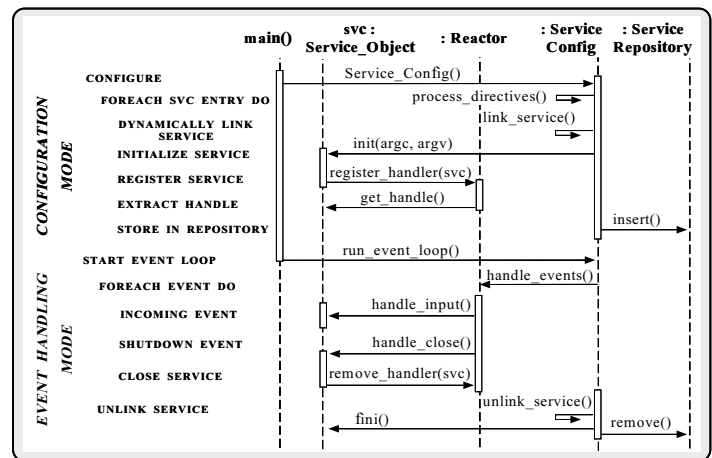 main()
svc :
Service_Object
: Reactor
: Service
Config
: Service
Repository
CONFIGURATION
MODE
CONFIGURE
Service_Config()
FOREACH SVC ENTRY DO
process_directives()
DYNAMICALLY LINK
SERVICE
link_service()
INITIALIZE SERVICE
init(argc, argv)
REGISTER SERVICE
register_handler(svc)
EXTRACT HANDLE
get_handle()
STORE IN REPOSITORY
insert()
START EVENT LOOP
run_event_loop()
EVENT HANDLING
MODE
FOREACH EVENT DO
handle_events()
INCOMING EVENT
handle_input()
SHUTDOWN EVENT
handle_close()
CLOSE SERVICE
remove_handler(svc)
UNLINK SERVICE
unlink_service()
fini()
remove()